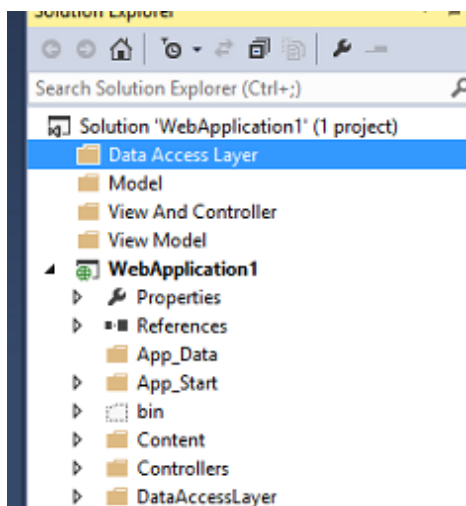 Solution Explorer
Search Solution Explorer (Ctrl+;)
Solution 'WebApplication1' (1 project)
Data Access Layer
Model
View And Controller
View Model
WebApplication1
Properties
References
App_Data
App_Start
bin
Content
Controllers
DataAccessLayer